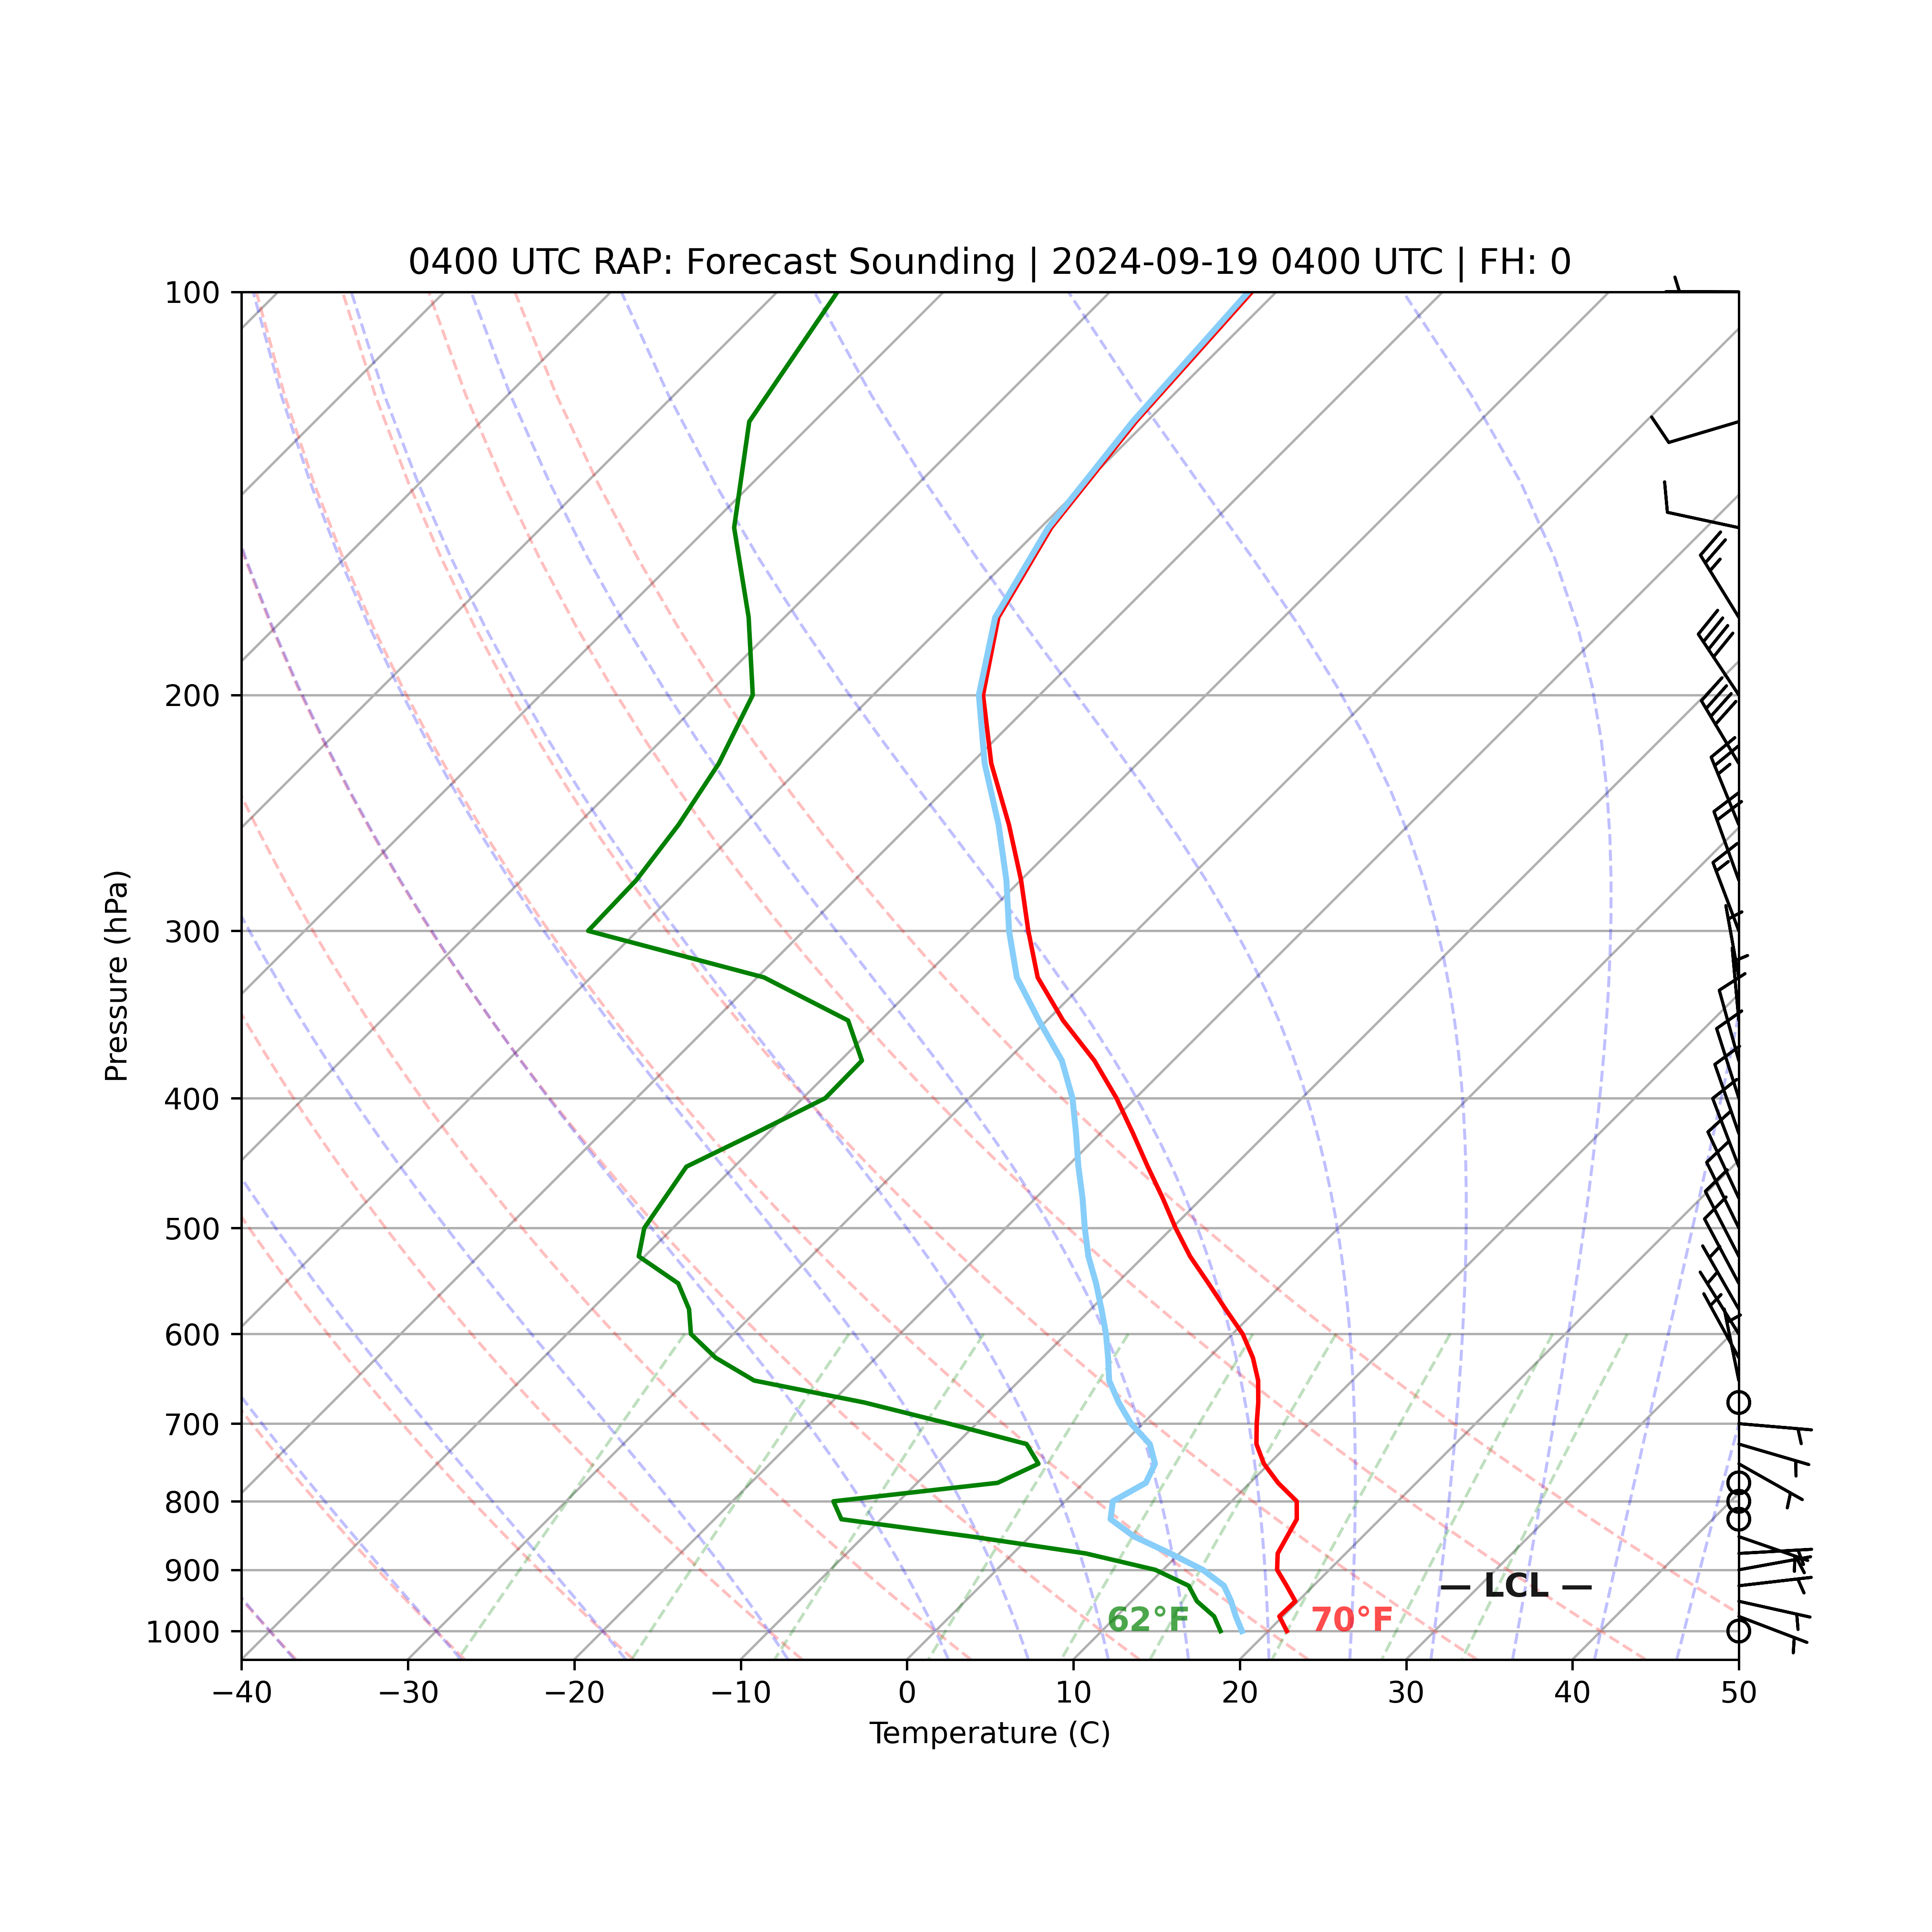 0400 UTC RAP: Forecast Sounding | 2024-09-19 0400 UTC | FH: 0
100
200
300
400
500
600
700
800
900
1000
Pressure (hPa)
— LCL —
62°F 70°F
−40 −30 −20 −10 0 10 20 30 40 50
Temperature (C)